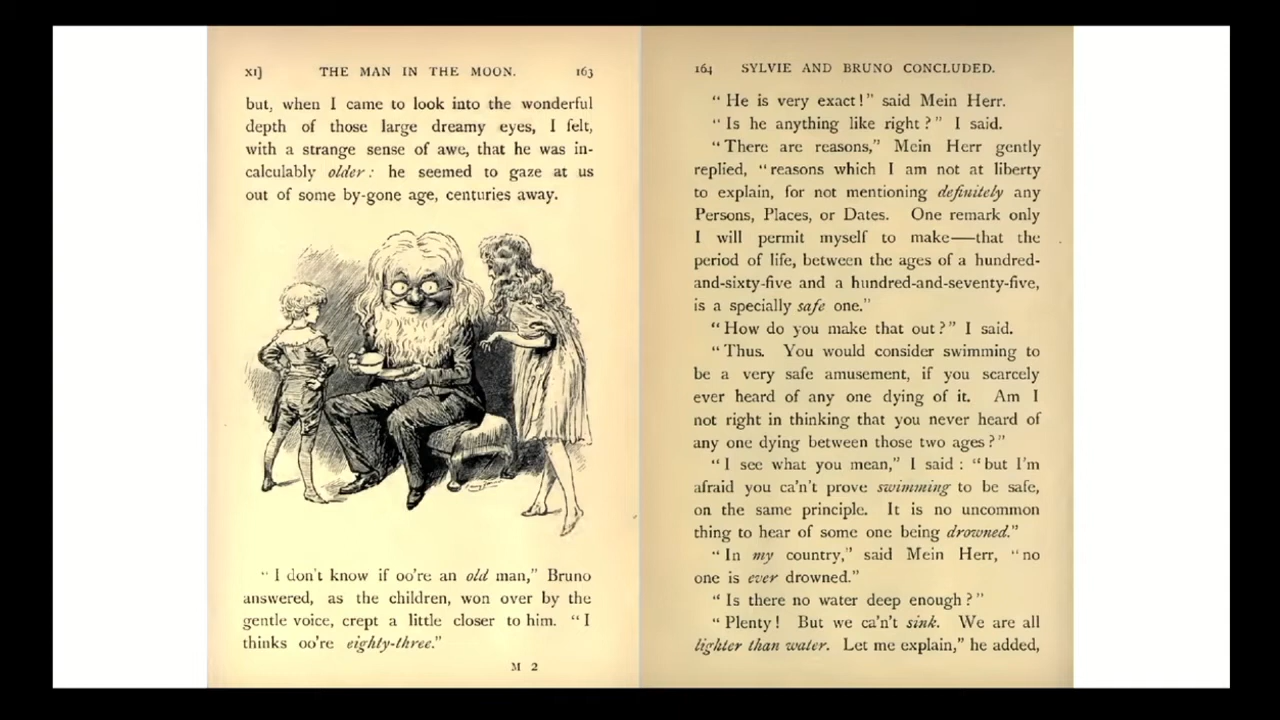 XI] THE MAN IN THE MOON. 163
but, when I came to look into the wonderful
depth of those large dreamy eyes, I felt,
with a strange sense of awe, that he was in-
calculably older: he seemed to gaze at us
out of some by-gone age, centuries away.
“I don't know if oo're an old man,” Bruno
answered, as the children, won over by the
gentle voice, crept a little closer to him. “I
thinks oo're eighty-three.”
M 2
164 SYLVIE AND BRUNO CONCLUDED.
“He is very exact!” said Mein Herr.
“Is he anything like right?” I said.
“There are reasons,” Mein Herr gently
replied, “reasons which I am not at liberty
to explain, for not mentioning definitely any
Persons, Places, or Dates. One remark only
I will permit myself to make—that the
period of life, between the ages of a hundred-
and-sixty-five and a hundred-and-seventy-five,
is a specially safe one.”
“How do you make that out?” I said.
“Thus. You would consider swimming to
be a very safe amusement, if you scarcely
ever heard of any one dying of it. Am I
not right in thinking that you never heard of
any one dying between those two ages?”
“I see what you mean,” I said: “but I'm
afraid you ca'n't prove swimming to be safe,
on the same principle. It is no uncommon
thing to hear of some one being drowned.”
“In my country,” said Mein Herr, “no
one is ever drowned.”
“Is there no water deep enough?”
“Plenty! But we ca'n't sink. We are all
lighter than water. Let me explain,” he added,